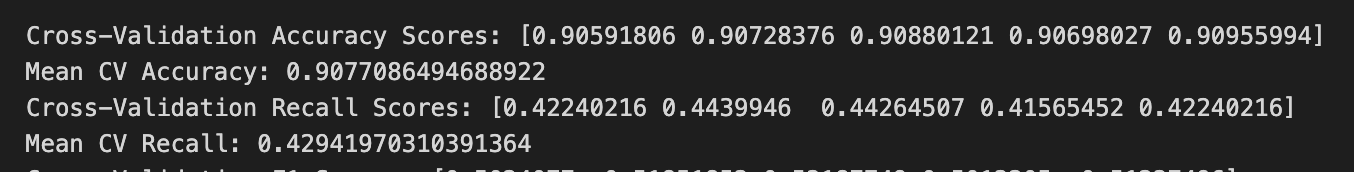 Cross-Validation Accuracy Scores: [0.90591806 0.90728376 0.90880121 0.90698027 0.90955994]
Mean CV Accuracy: 0.9077086494688922
Cross-Validation Recall Scores: [0.42240216 0.4439946  0.44264507 0.41565452 0.42240216]
Mean CV Recall: 0.42941970310391364